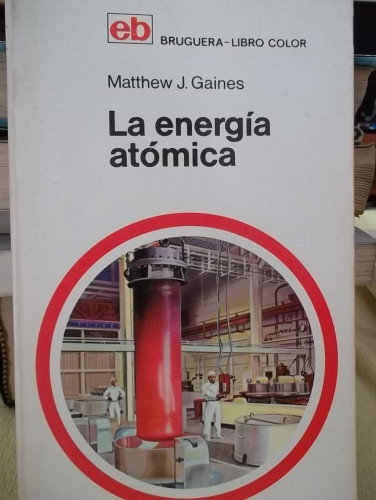 eb
BRUGUERA-LIBRO COLOR
Matthew J. Gaines
La energía
atómica